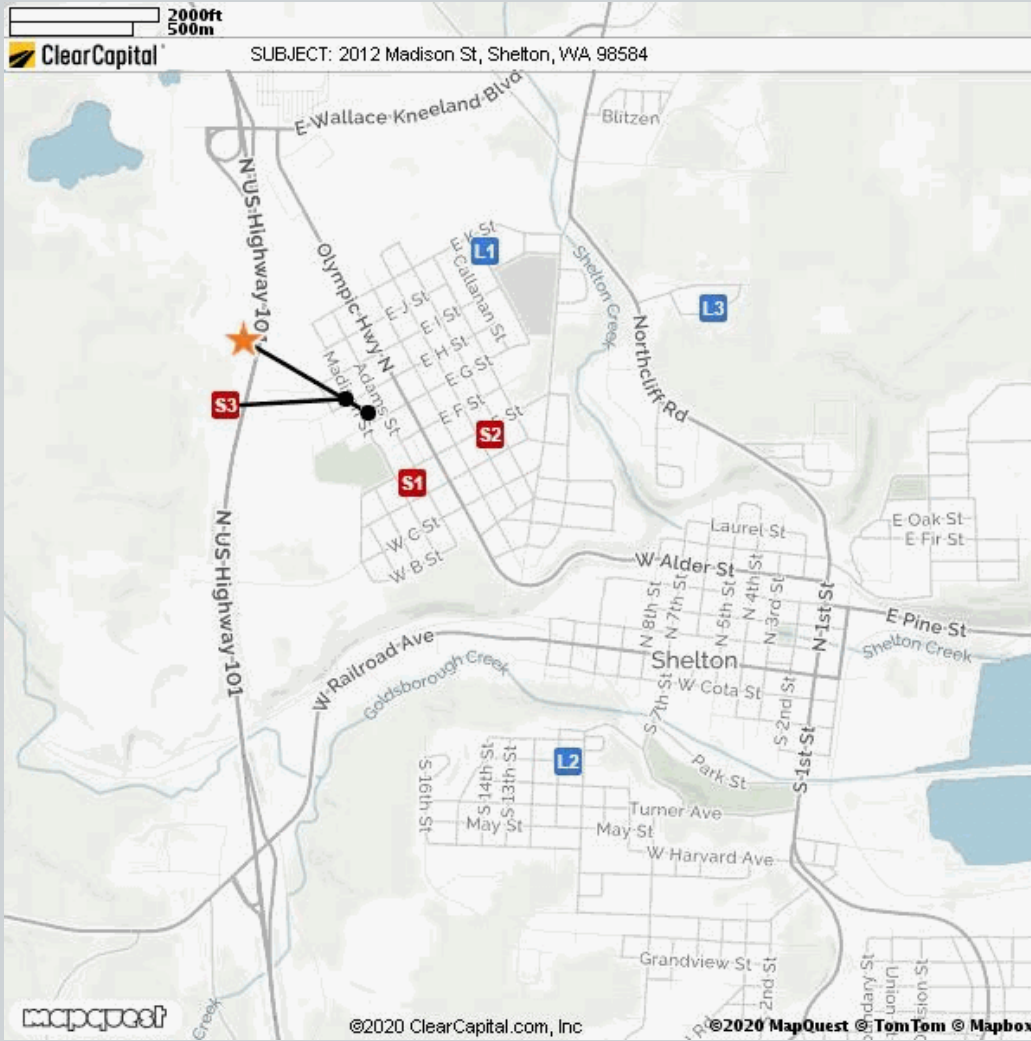 2000ft
500m
ClearCapital
SUBJECT: 2012 Madison St, Shelton, WA 98584
E Wallace Kneeland Blvd
Blitzen
N US Highway 101
Olympic Hwy N
E K St
L1
Callanan St
Shelton Creek
E J St
L3
E I St
Northcliff Rd
E H St
Adams St
E G St
S3
E F St
S2
S1
N US Highway 101
W C St
W B St
Laurel St
E Oak St
E Fir St
W Alder St
N 8th St
N 7th St
N 5th St
N 4th St
N 3rd St
N 1st St
E Pine St
Shelton Creek
W Railroad Ave
Goldsborough Creek
Shelton
W Cota St
S 7th St
S 2nd St
S 1st St
L2
S 16th St
S 14th St
S 13th St
Park St
Turner Ave
May St
May St
W Harvard Ave
Grandview St
Creek
mapquest
©2020 ClearCapital.com, Inc
©2020 MapQuest © TomTom © Mapbox